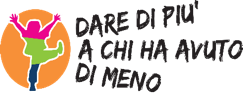 DARE DI PIU'
A CHI HA AVUTO
DI MENO